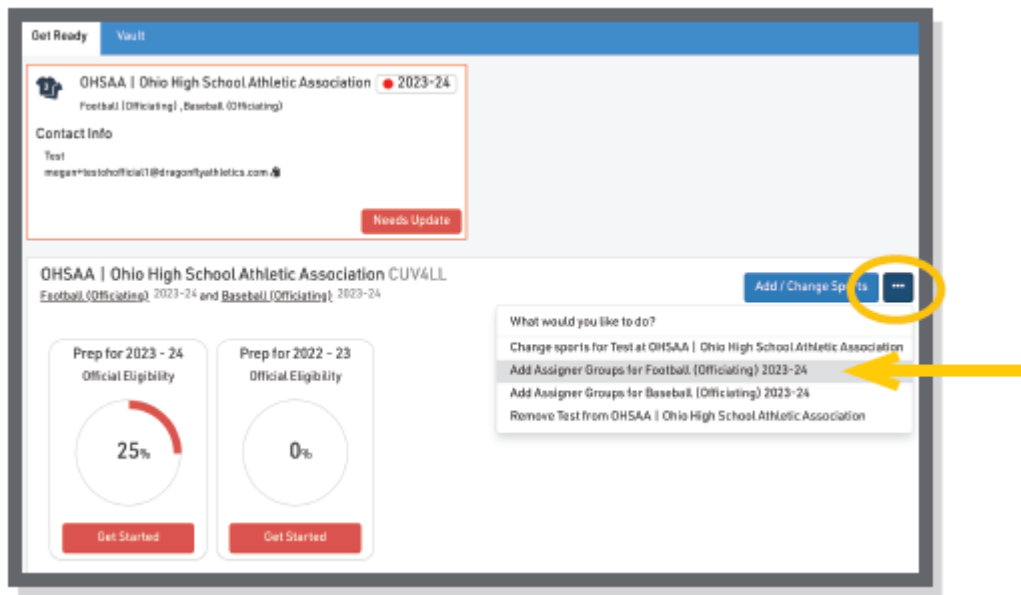 Get Ready Vault
OHSAA | Ohio High School Athletic Association 2023-24
Football (Officiating) , Baseball (Officiating)
Contact Info
Test
megan+testohofficial1@dragonflyathletics.com
Needs Update
OHSAA | Ohio High School Athletic Association CUV4LL
Football (Officiating) 2023-24 and Baseball (Officiating) 2023-24
Add / Change Sports ...
What would you like to do?
Change sports for Test at OHSAA | Ohio High School Athletic Association
Add Assigner Groups for Football (Officiating) 2023-24
Add Assigner Groups for Baseball (Officiating) 2023-24
Remove Test from OHSAA | Ohio High School Athletic Association
Prep for 2023 - 24
Official Eligibility
25%
Get Started
Prep for 2022 - 23
Official Eligibility
0%
Get Started